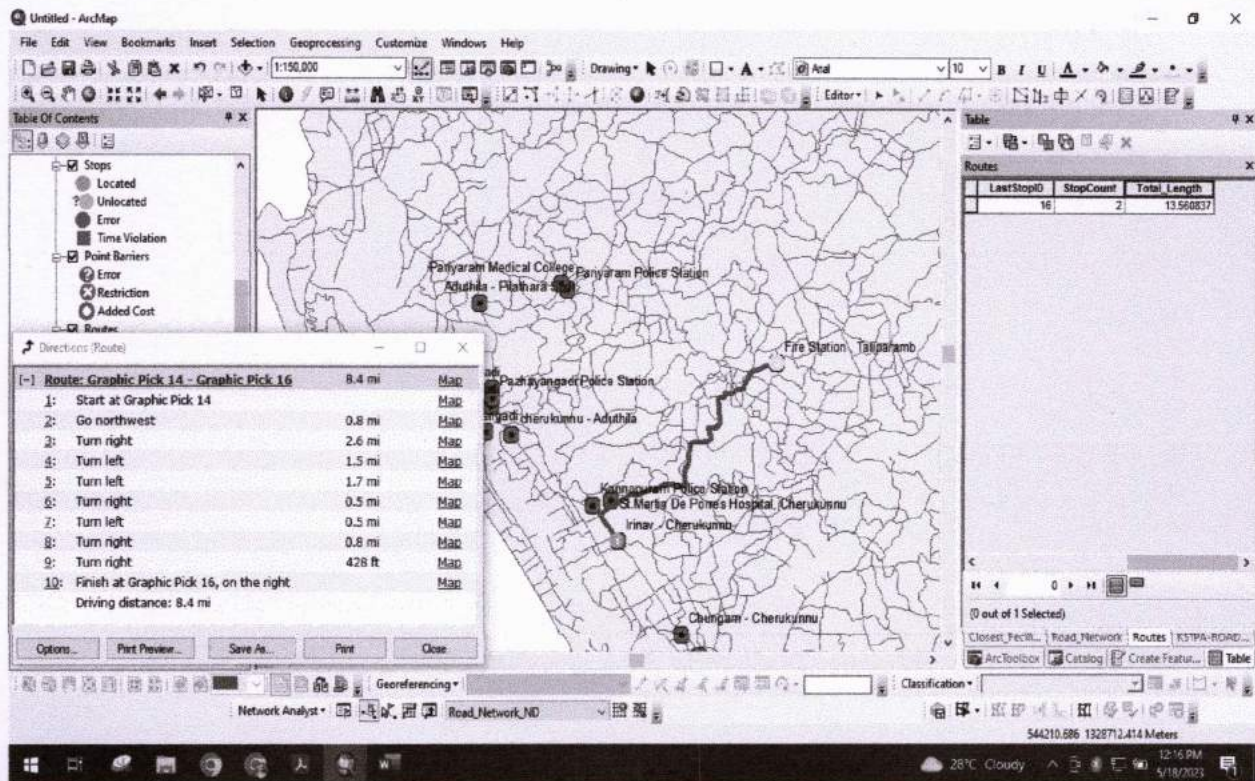 Untitled - ArcMap
File Edit View Bookmarks Insert Selection Geoprocessing Customize Windows Help
1:150,000 Drawing Arial 10 B I U A
Editor
Table Of Contents
Stops
Located
? Unlocated
Error
Time Violation
Point Barriers
Error
Restriction
Added Cost
Routes
Directions (Route)
[-] Route: Graphic Pick 14 - Graphic Pick 16 8.4 mi Map
1: Start at Graphic Pick 14 Map
2: Go northwest 0.8 mi Map
3: Turn right 2.6 mi Map
4: Turn left 1.5 mi Map
5: Turn left 1.7 mi Map
6: Turn right 0.5 mi Map
7: Turn left 0.5 mi Map
8: Turn right 0.8 mi Map
9: Turn right 428 ft Map
10: Finish at Graphic Pick 16, on the right Map
Driving distance: 8.4 mi
Options... Print Preview... Save As... Print Close
Pariyaram Medical College
Pariyaram Police Station
Aduthila - Pilathara
Fire Station - Taliparamb
Pazhayangadi Police Station
cherukunnu - Aduthila
Kannapuram Police Station
St.Martin De Porres Hospital, Cherukunnu
Irinav - Cherukunnu
Chungam - Cherukunnu
Table
Routes
LastStopID StopCount Total_Length
16 2 13.560837
0
(0 out of 1 Selected)
Closest_Facili... Road_Network Routes KSTPA-ROAD...
ArcToolbox Catalog Create Featur... Table
Georeferencing Classification
Network Analyst Road_Network_ND
544210.686 1328712.414 Meters
28°C Cloudy 12:16 PM
5/18/2023